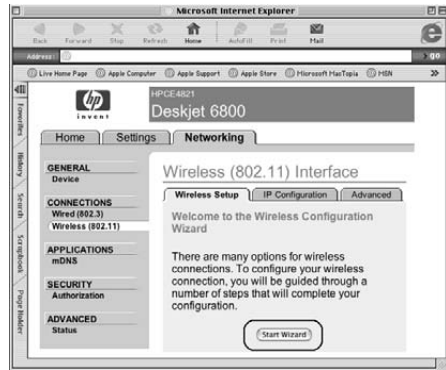 Microsoft Internet Explorer
Back Forward Stop Refresh Home AutoFill Print Mail
Address: go
Live Home Page Apple Computer Apple Support Apple Store Microsoft MacTopia MSN
Favorites
History
Search
Scrapbook
Page Holder
hp
invent
HPCE4821
Deskjet 6800
Home Settings Networking
GENERAL
Device
CONNECTIONS
Wired (802.3)
Wireless (802.11)
APPLICATIONS
mDNS
SECURITY
Authorization
ADVANCED
Status
Wireless (802.11) Interface
Wireless Setup IP Configuration Advanced
Welcome to the Wireless Configuration
Wizard
There are many options for wireless
connections. To configure your wireless
connection, you will be guided through a
number of steps that will complete your
configuration.
Start Wizard